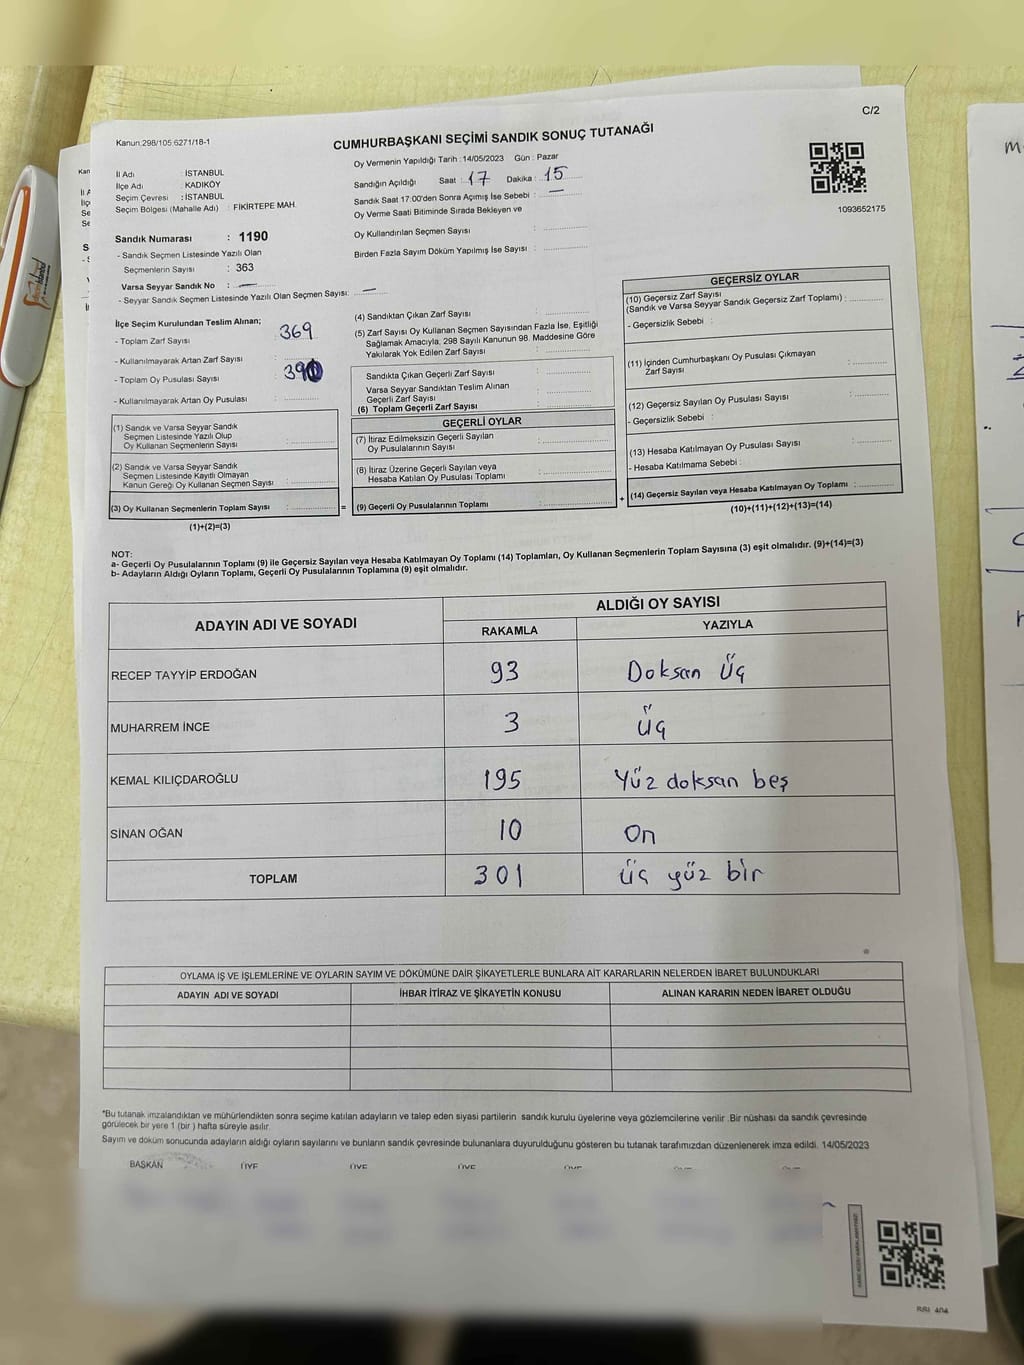 C/2
Kanun:298/105;6271/18-1
CUMHURBAŞKANI SEÇİMİ SANDIK SONUÇ TUTANAĞI
İl Adı : İSTANBUL
İlçe Adı : KADIKÖY
Seçim Çevresi : İSTANBUL
Seçim Bölgesi (Mahalle Adı) : FİKİRTEPE MAH.
Oy Vermenin Yapıldığı Tarih : 14/05/2023 Gün : Pazar
Sandığın Açıldığı Saat : 17 Dakika : 15
Sandık Saat 17:00'den Sonra Açımış İse Sebebi : —
Oy Verme Saati Bitiminde Sırada Bekleyen ve
Oy Kullandırılan Seçmen Sayısı :
Birden Fazla Sayım Döküm Yapılmış İse Sayısı :
1093652175
Sandık Numarası : 1190
- Sandık Seçmen Listesinde Yazılı Olan
Seçmenlerin Sayısı : 363
Varsa Seyyar Sandık No : —
- Seyyar Sandık Seçmen Listesinde Yazılı Olan Seçmen Sayısı: —
İlçe Seçim Kurulundan Teslim Alınan;
- Toplam Zarf Sayısı : 369
- Kullanılmayarak Artan Zarf Sayısı :
- Toplam Oy Pusulası Sayısı :
- Kullanılmayarak Artan Oy Pusulası :
(1) Sandık ve Varsa Seyyar Sandık
Seçmen Listesinde Yazılı Olup
Oy Kullanan Seçmenlerin Sayısı :
(2) Sandık ve Varsa Seyyar Sandık
Seçmen Listesinde Kayıtlı Olmayan
Kanun Gereği Oy Kullanan Seçmen Sayısı :
(3) Oy Kullanan Seçmenlerin Toplam Sayısı :
(1)+(2)=(3)
(4) Sandıktan Çıkan Zarf Sayısı :
(5) Zarf Sayısı Oy Kullanan Seçmen Sayısından Fazla İse, Eşitliği
Sağlamak Amacıyla, 298 Sayılı Kanunun 98. Maddesine Göre
Yakılarak Yok Edilen Zarf Sayısı :
Sandıkta Çıkan Geçerli Zarf Sayısı :
Varsa Seyyar Sandıktan Teslim Alınan
Geçerli Zarf Sayısı :
(6) Toplam Geçerli Zarf Sayısı :
GEÇERLİ OYLAR
(7) İtiraz Edilmeksizin Geçerli Sayılan
Oy Pusulalarının Sayısı :
(8) İtiraz Üzerine Geçerli Sayılan veya
Hesaba Katılan Oy Pusulası Toplamı :
= (9) Geçerli Oy Pusulalarının Toplamı :
GEÇERSİZ OYLAR
(10) Geçersiz Zarf Sayısı
(Sandık ve Varsa Seyyar Sandık Geçersiz Zarf Toplamı) :
- Geçersizlik Sebebi :
(11) İçinden Cumhurbaşkanı Oy Pusulası Çıkmayan
Zarf Sayısı :
(12) Geçersiz Sayılan Oy Pusulası Sayısı :
- Geçersizlik Sebebi :
(13) Hesaba Katılmayan Oy Pusulası Sayısı :
- Hesaba Katılmama Sebebi :
+ (14) Geçersiz Sayılan veya Hesaba Katılmayan Oy Toplamı :
(10)+(11)+(12)+(13)=(14)
NOT:
a- Geçerli Oy Pusulalarının Toplamı (9) ile Geçersiz Sayılan veya Hesaba Katılmayan Oy Toplamı (14) Toplamları, Oy Kullanan Seçmenlerin Toplam Sayısına (3) eşit olmalıdır. (9)+(14)=(3)
b- Adayların Aldığı Oyların Toplamı, Geçerli Oy Pusulalarının Toplamına (9) eşit olmalıdır.
ADAYIN ADI VE SOYADI ALDIĞI OY SAYISI
RAKAMLA YAZIYLA
RECEP TAYYİP ERDOĞAN 93 Doksan Üç
MUHARREM İNCE 3 Üç
KEMAL KILIÇDAROĞLU 195 Yüz doksan beş
SİNAN OĞAN 10 On
TOPLAM 301 üç yüz bir
OYLAMA İŞ VE İŞLEMLERİNE VE OYLARIN SAYIM VE DÖKÜMÜNE DAİR ŞİKAYETLERLE BUNLARA AİT KARARLARIN NELERDEN İBARET BULUNDUKLARI
ADAYIN ADI VE SOYADI İHBAR İTİRAZ VE ŞİKAYETİN KONUSU ALINAN KARARIN NEDEN İBARET OLDUĞU
*Bu tutanak imzalandıktan ve mühürlendikten sonra seçime katılan adayların ve talep eden siyasi partilerin sandık kurulu üyelerine veya gözlemcilerine verilir .Bir nüshası da sandık çevresinde
görülecek bir yere 1 (bir ) hafta süreyle asılır.
Sayım ve döküm sonucunda adayların aldığı oyların sayılarını ve bunların sandık çevresinde bulunanlara duyurulduğunu gösteren bu tutanak tarafımızdan düzenlenerek imza edildi. 14/05/2023
BAŞKAN ÜYE ÜYE ÜYE